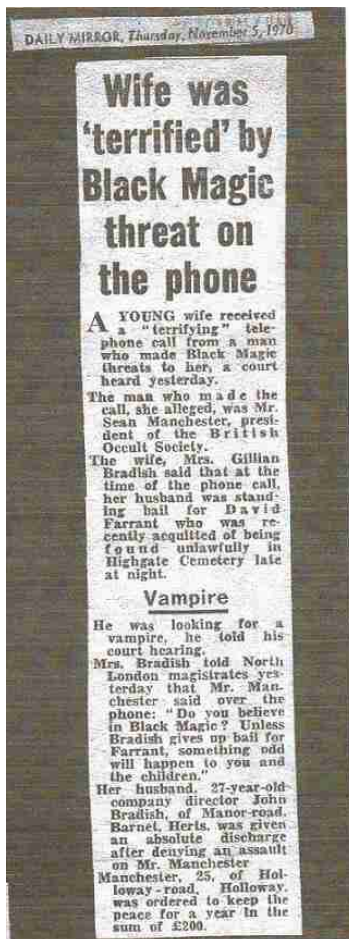 DAILY MIRROR, Thursday, November 5, 1970
Wife was
'terrified' by
Black Magic
threat on
the phone
A YOUNG wife received
a "terrifying" tele-
phone call from a man
who made Black Magic
threats to her, a court
heard yesterday.
The man who made the
call, she alleged, was Mr.
Sean Manchester, presi-
dent of the British
Occult Society.
The wife, Mrs. Gillian
Bradish said that at the
time of the phone call,
her husband was stand-
ing bail for David
Farrant who was re-
cently acquitted of being
found unlawfully in
Highgate Cemetery late
at night.
Vampire
He was looking for a
vampire, he told his
court hearing.
Mrs. Bradish told North
London magistrates yes-
terday that Mr. Man-
chester said over the
phone: "Do you believe
in Black Magic? Unless
Bradish gives up bail for
Farrant, something odd
will happen to you and
the children."
Her husband, 27-year-old
company director John
Bradish, of Manor-road,
Barnet, Herts, was given
an absolute discharge
after denying an assault
on Mr. Manchester
Manchester, 25, of Hol-
loway-road, Holloway,
was ordered to keep the
peace for a year in the
sum of £200.